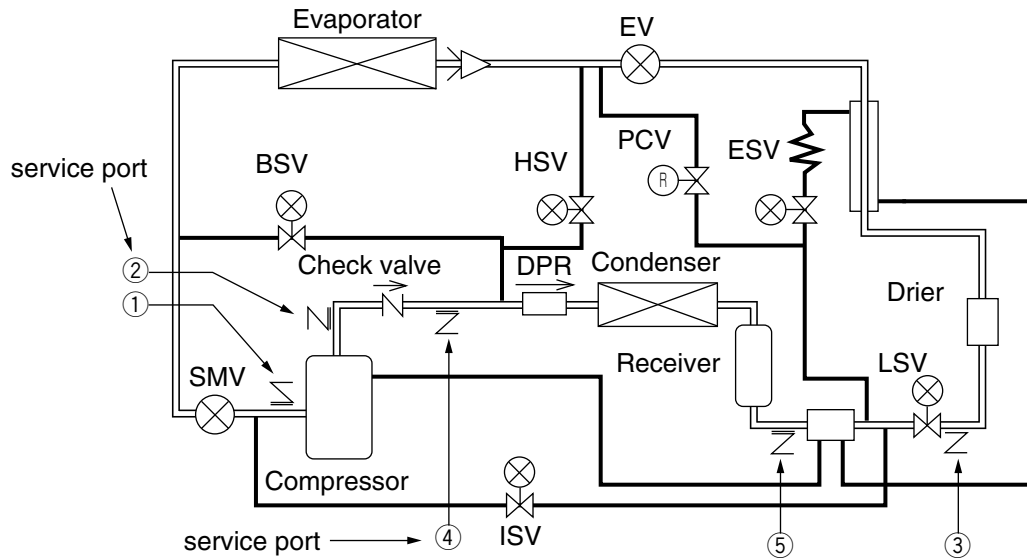 Evaporator
EV
BSV
HSV
PCV
ESV
service port
R
②
Check valve
DPR
Condenser
①
Drier
SMV
Receiver
LSV
Compressor
service port
④
ISV
⑤
③